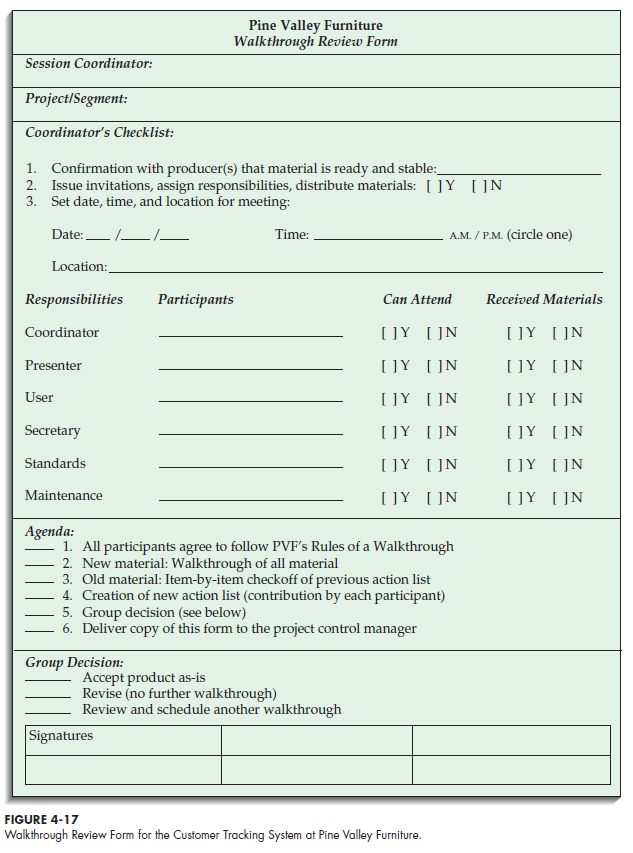 Pine Valley Furniture
Walkthrough Review Form
Session Coordinator:
Project/Segment:
Coordinator's Checklist:
1. Confirmation with producer(s) that material is ready and stable:
2. Issue invitations, assign responsibilities, distribute materials: [ ] Y [ ] N
3. Set date, time, and location for meeting:
Date: / / Time: A.M. / P.M. (circle one)
Location:
Responsibilities Participants Can Attend Received Materials
Coordinator [ ] Y [ ] N [ ] Y [ ] N
Presenter [ ] Y [ ] N [ ] Y [ ] N
User [ ] Y [ ] N [ ] Y [ ] N
Secretary [ ] Y [ ] N [ ] Y [ ] N
Standards [ ] Y [ ] N [ ] Y [ ] N
Maintenance [ ] Y [ ] N [ ] Y [ ] N
Agenda:
1. All participants agree to follow PVF's Rules of a Walkthrough
2. New material: Walkthrough of all material
3. Old material: Item-by-item checkoff of previous action list
4. Creation of new action list (contribution by each participant)
5. Group decision (see below)
6. Deliver copy of this form to the project control manager
Group Decision:
Accept product as-is
Revise (no further walkthrough)
Review and schedule another walkthrough
Signatures
FIGURE 4-17
Walkthrough Review Form for the Customer Tracking System at Pine Valley Furniture.